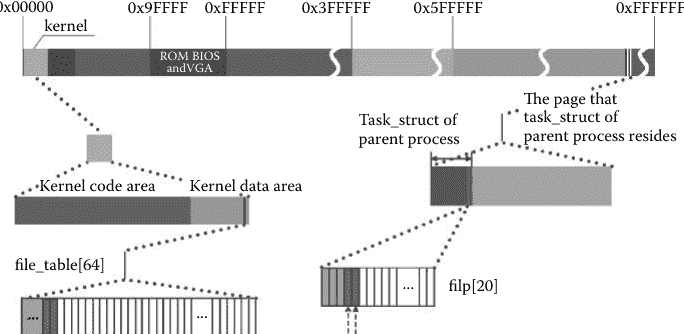 0x00000 0x9FFFF 0xFFFFF 0x3FFFFF 0x5FFFFF 0xFFFFFF
kernel
ROM BIOS
andVGA
Task_struct of
parent process
The page that
task_struct of
parent process resides
Kernel code area Kernel data area
file_table[64]
filp[20]
...
... ...